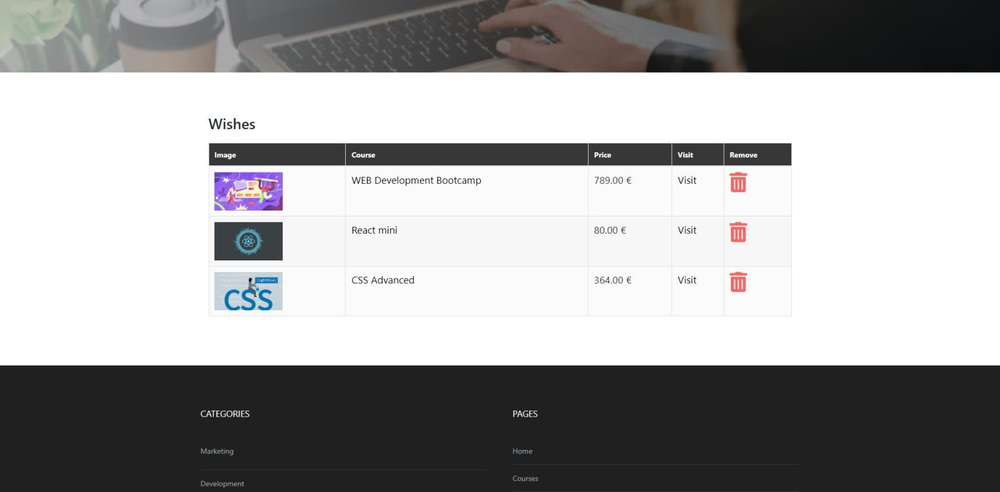 Wishes
Image Course Price Visit Remove
WEB Development Bootcamp 789.00 € Visit
React mini 80.00 € Visit
lightblue;
CSS
CSS Advanced 364.00 € Visit
CATEGORIES PAGES
Marketing Home
Development Courses